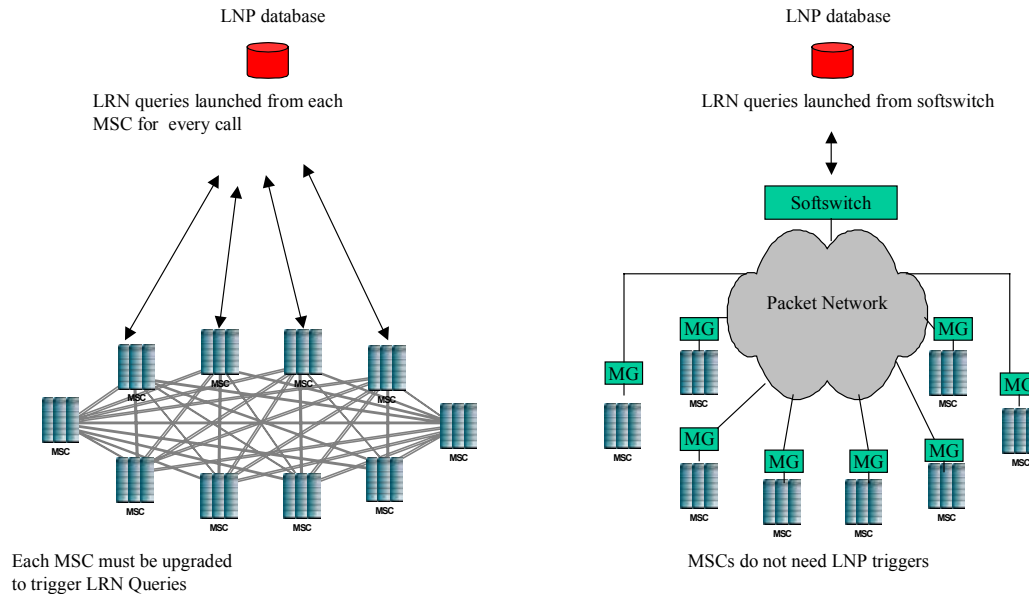 LNP database
LRN queries launched from each
MSC for every call
MSC
MSC
MSC
MSC
MSC
MSC
MSC
MSC
MSC
MSC
Each MSC must be upgraded
to trigger LRN Queries
LNP database
LRN queries launched from softswitch
Softswitch
Packet Network
MG
MG
MG
MG
MSC
MSC
MSC
MSC
MG
MG
MG
MG
MSC
MSC
MSC
MSC
MSCs do not need LNP triggers